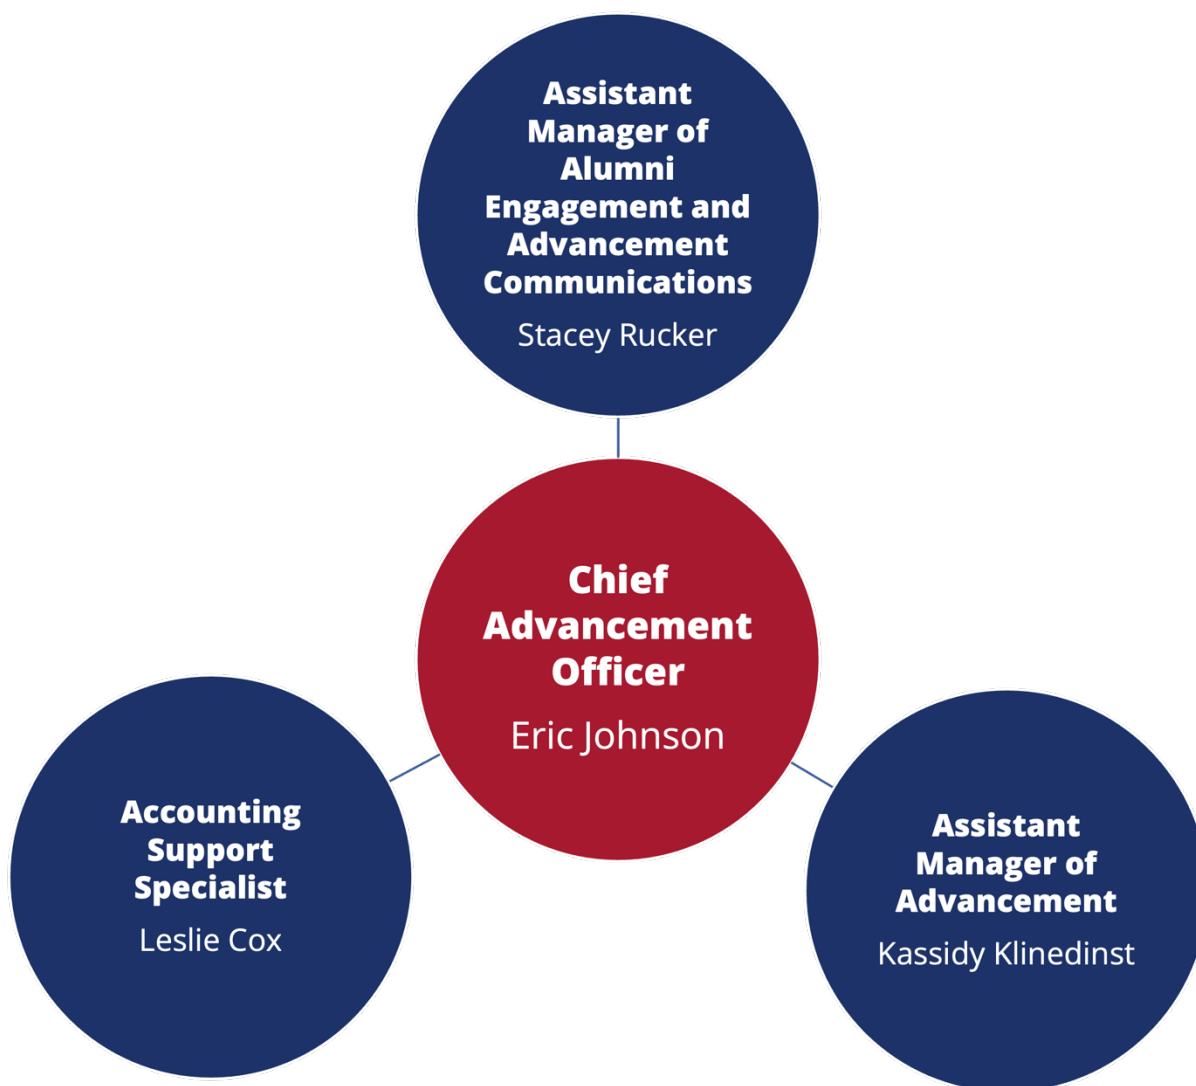 Assistant
Manager of
Alumni
Engagement and
Advancement
Communications
Stacey Rucker
Chief
Advancement
Officer
Eric Johnson
Accounting
Support
Specialist
Leslie Cox
Assistant
Manager of
Advancement
Kassidy Klinedinst